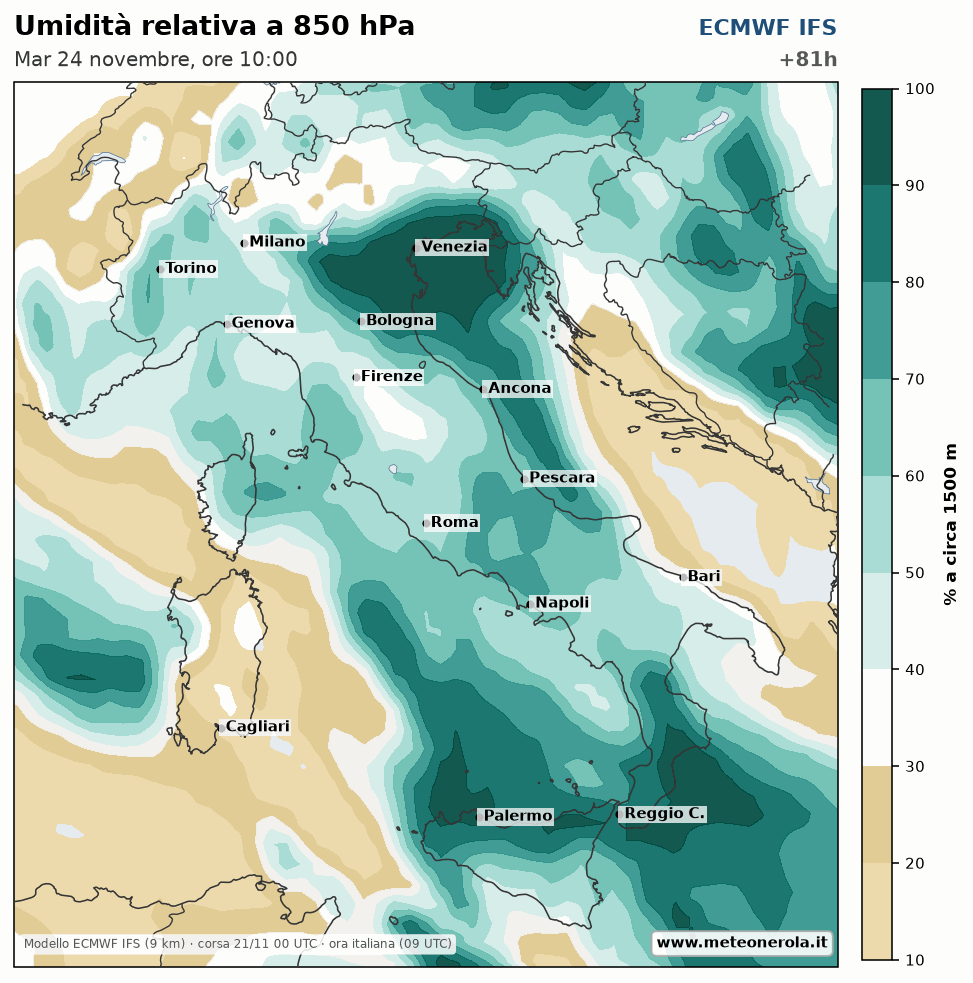 Umidità relativa a 850 hPa
ECMWF IFS
Mar 24 novembre, ore 10:00
+81h
Milano
Venezia
Torino
Genova
Bologna
Firenze
Ancona
Pescara
Roma
Bari
Napoli
Cagliari
Palermo
Reggio C.
Modello ECMWF IFS (9 km) · corsa 21/11 00 UTC · ora italiana (09 UTC)
www.meteonerola.it
100
90
80
70
60
50
40
30
20
10
% a circa 1500 m